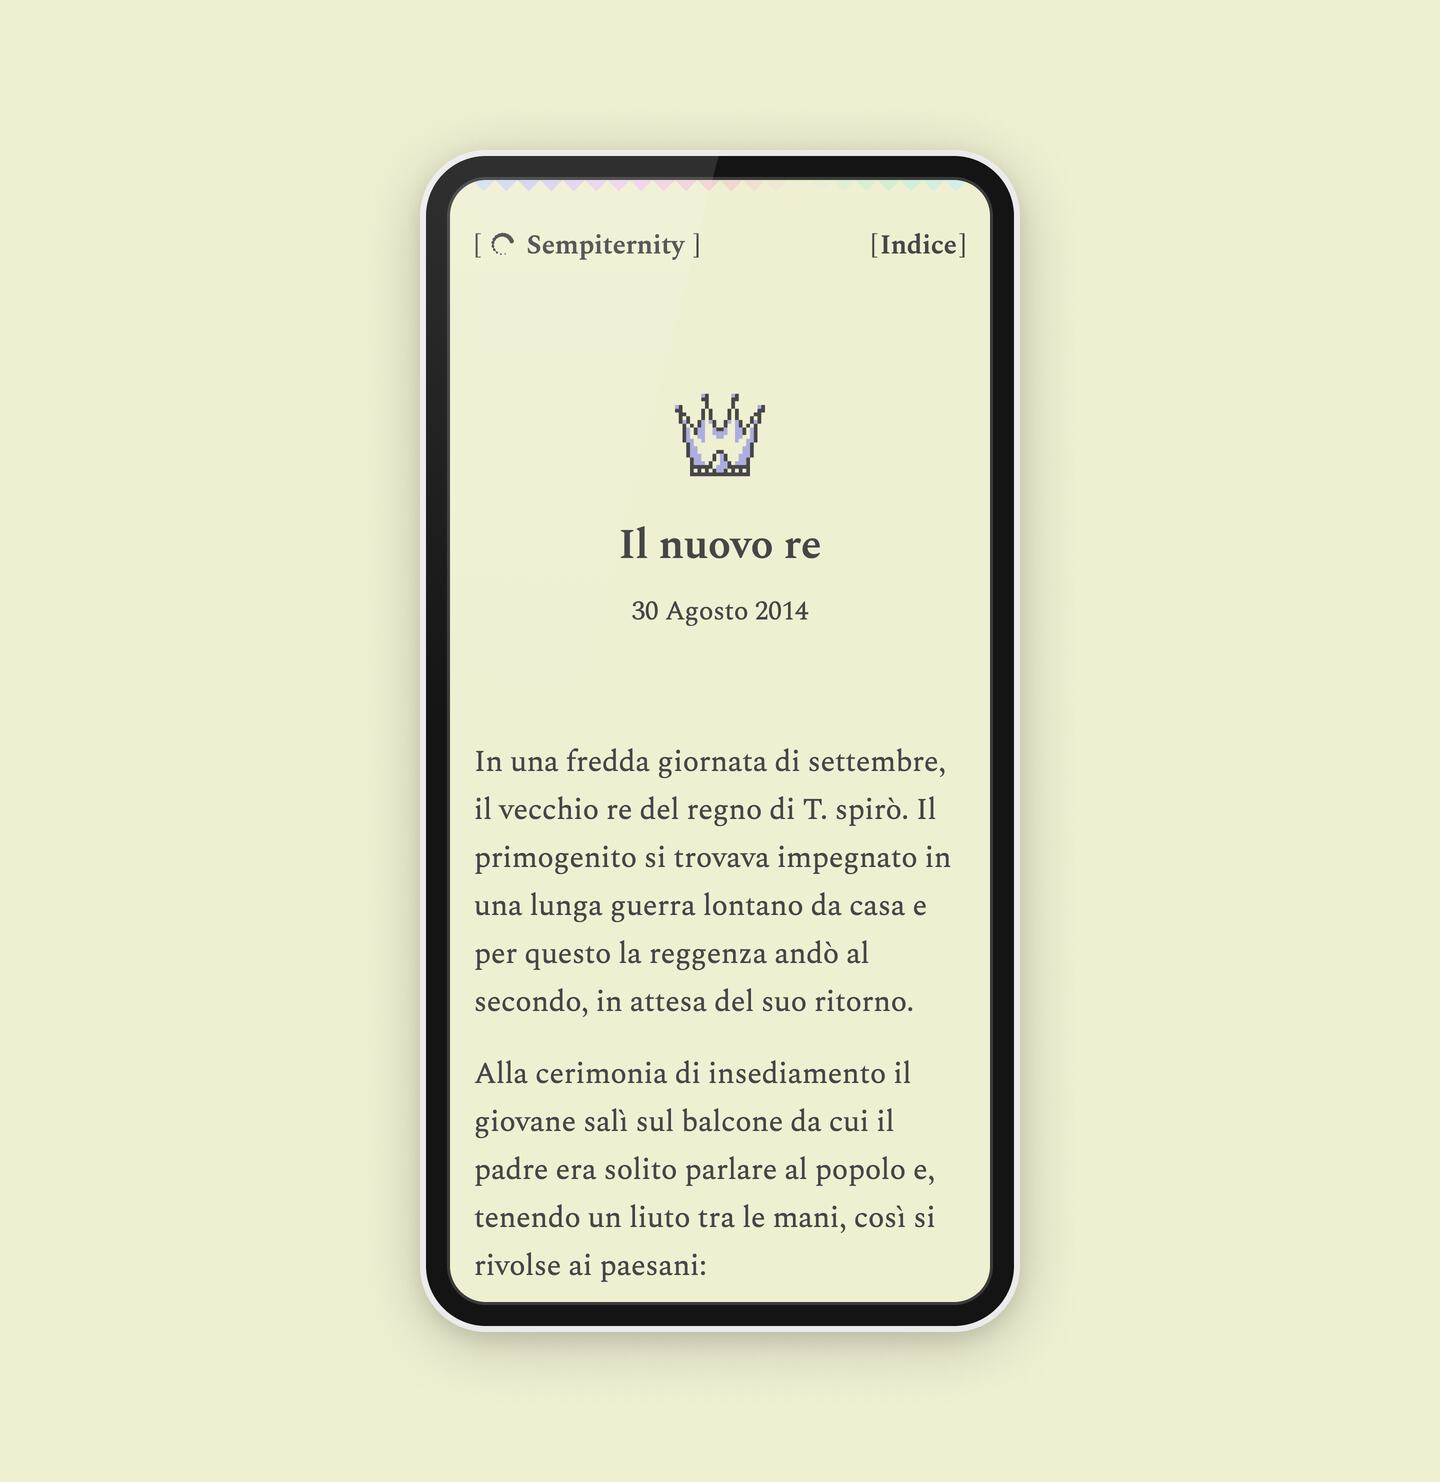 [ Sempiternity ]
[Indice]
Il nuovo re
30 Agosto 2014
In una fredda giornata di settembre,
il vecchio re del regno di T. spirò. Il
primogenito si trovava impegnato in
una lunga guerra lontano da casa e
per questo la reggenza andò al
secondo, in attesa del suo ritorno.
Alla cerimonia di insediamento il
giovane salì sul balcone da cui il
padre era solito parlare al popolo e,
tenendo un liuto tra le mani, così si
rivolse ai paesani: